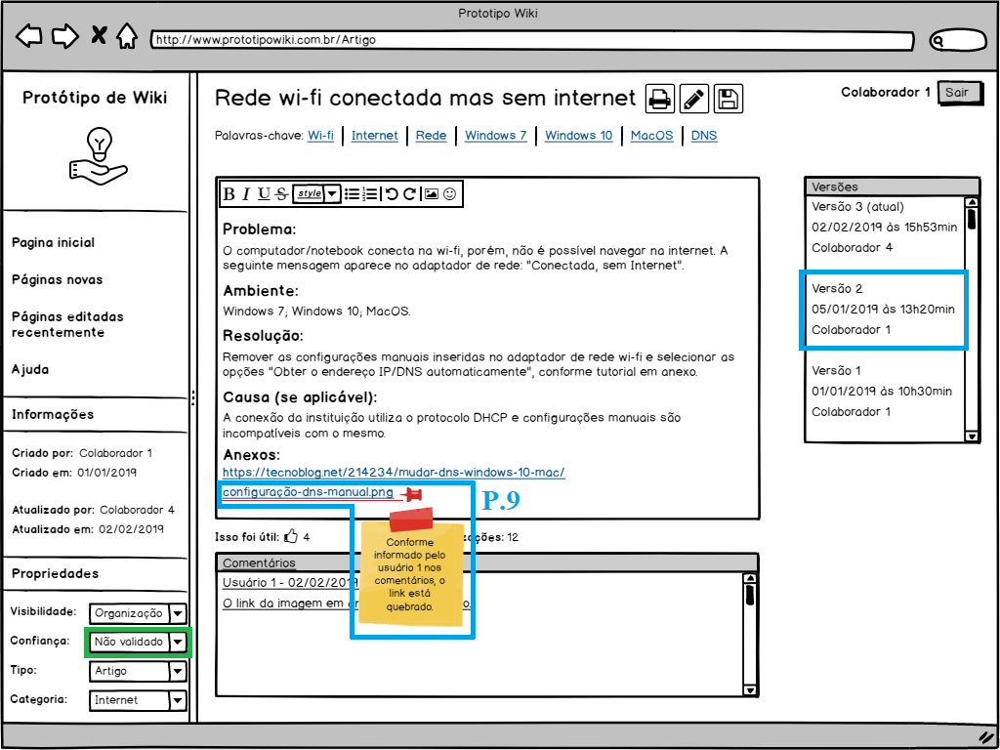 Prototipo Wiki
http://www.prototipowiki.com.br/Artigo
Protótipo de Wiki
Pagina inicial
Páginas novas
Páginas editadas
recentemente
Ajuda
Informações
Criado por: Colaborador 1
Criado em: 01/01/2019
Atualizado por: Colaborador 4
Atualizado em: 02/02/2019
Propriedades
Visibilidade: Organização
Confiança: Não validado
Tipo: Artigo
Categoria: Internet
Rede wi-fi conectada mas sem internet
Colaborador 1 Sair
Palavras-chave: Wi-fi | Internet | Rede | Windows 7 | Windows 10 | MacOS | DNS
B I U S style
Problema:
O computador/notebook conecta na wi-fi, porém, não é possível navegar na internet. A
seguinte mensagem aparece no adaptador de rede: "Conectada, sem Internet".
Ambiente:
Windows 7; Windows 10; MacOS.
Resolução:
Remover as configurações manuais inseridas no adaptador de rede wi-fi e selecionar as
opções "Obter o endereço IP/DNS automaticamente", conforme tutorial em anexo.
Causa (se aplicável):
A conexão da instituição utiliza o protocolo DHCP e configurações manuais são
incompatíveis com o mesmo.
Anexos:
https://tecnoblog.net/214234/mudar-dns-windows-10-mac/
configuração-dns-manual.png
P.9
Isso foi útil: 4
zações: 12
Conforme
informado pelo
usuário 1 nos
comentários, o
link está
quebrado.
Comentários
Usuário 1 - 02/02/2019
O link da imagem em
Versões
Versão 3 (atual)
02/02/2019 às 15h53min
Colaborador 4
Versão 2
05/01/2019 às 13h20min
Colaborador 1
Versão 1
01/01/2019 às 10h30min
Colaborador 1